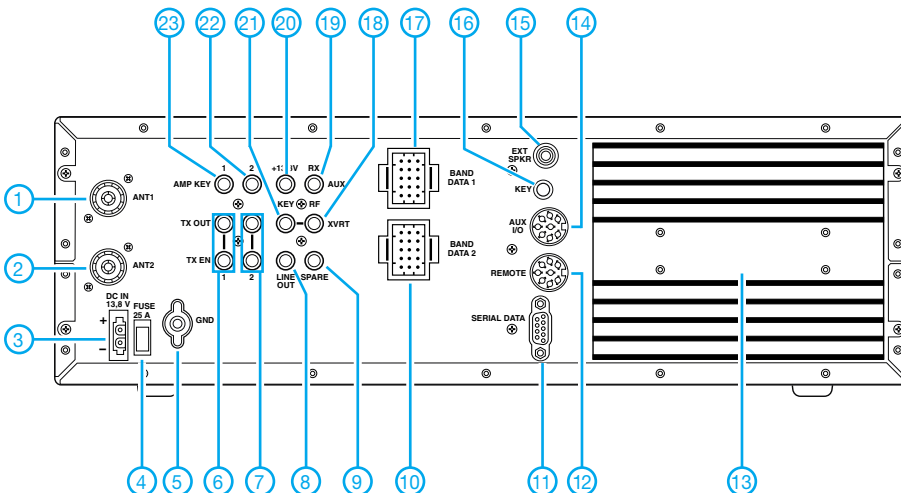 23 22 21 20 19 18 17 16 15 14
1 2 +13,8V RX
AMP KEY AUX
KEY RF
TX OUT XVRT
TX EN
1 2 LINE OUT SPARE
BAND DATA 1
BAND DATA 2
EXT SPKR
KEY
AUX I/O
REMOTE
SERIAL DATA
1 ANT1
2 ANT2
DC IN 13,8 V
FUSE 25 A
+
−
GND
3
4 5 6 7 8 9 10 11 12 13